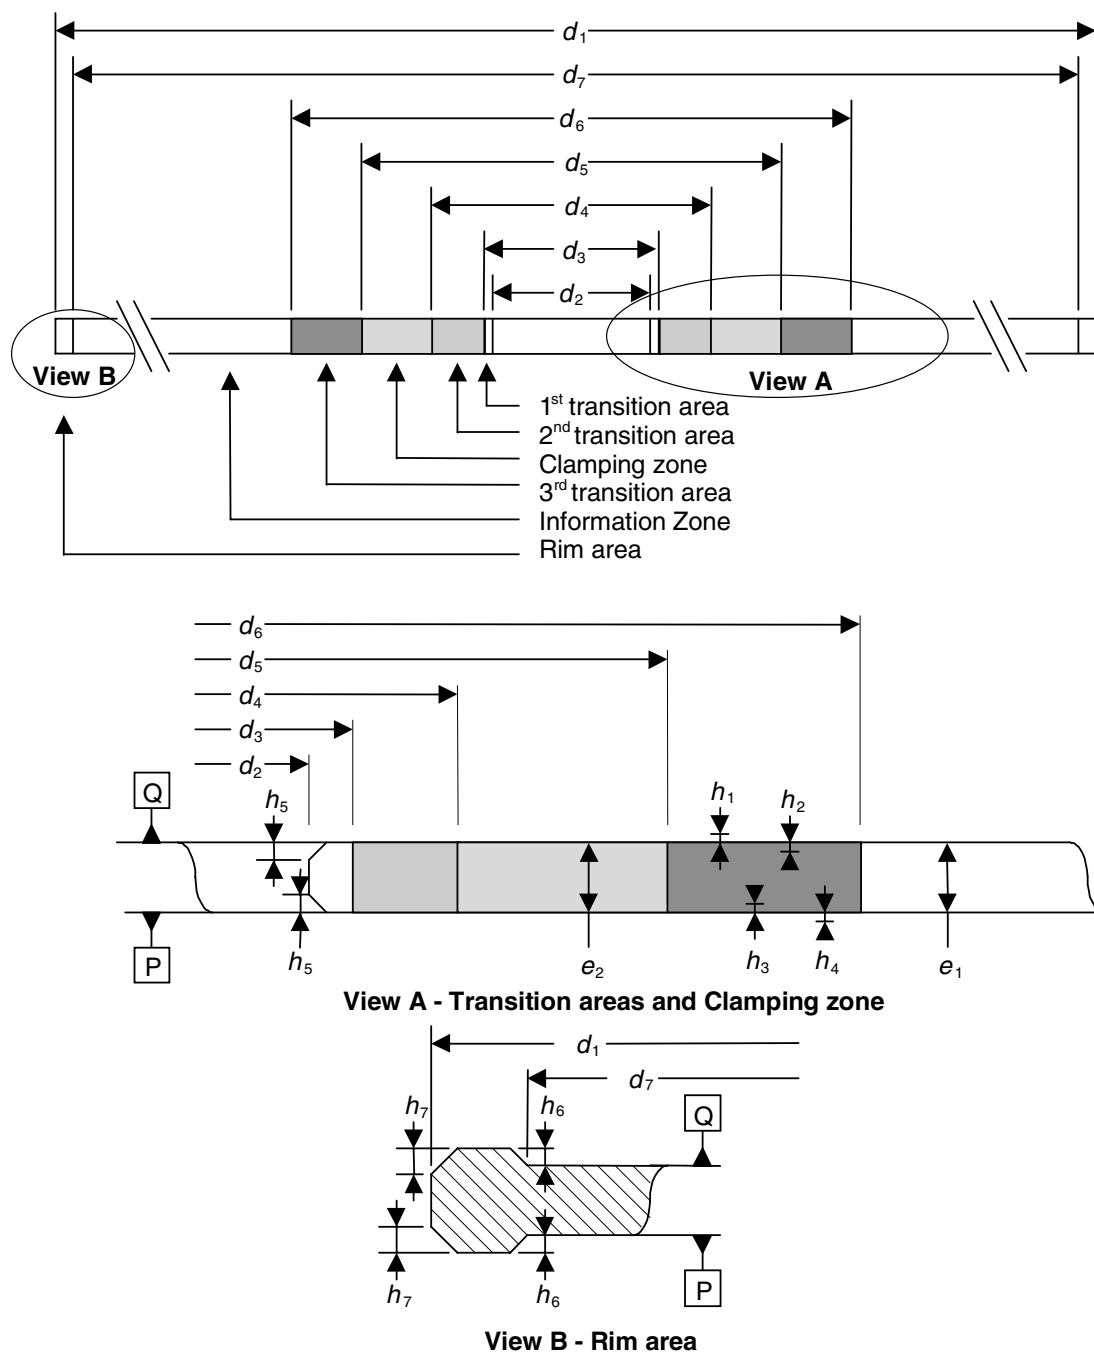 d1
d7
d6
d5
d4
d3
d2
View B
View A
1st transition area
2nd transition area
Clamping zone
3rd transition area
Information Zone
Rim area
d6
d5
d4
d3
d2
Q
h5
h1 h2
P
h5
e2
h3 h4
e1
View A - Transition areas and Clamping zone
d1
d7
h7 h6
Q
h7 h6
P
View B - Rim area